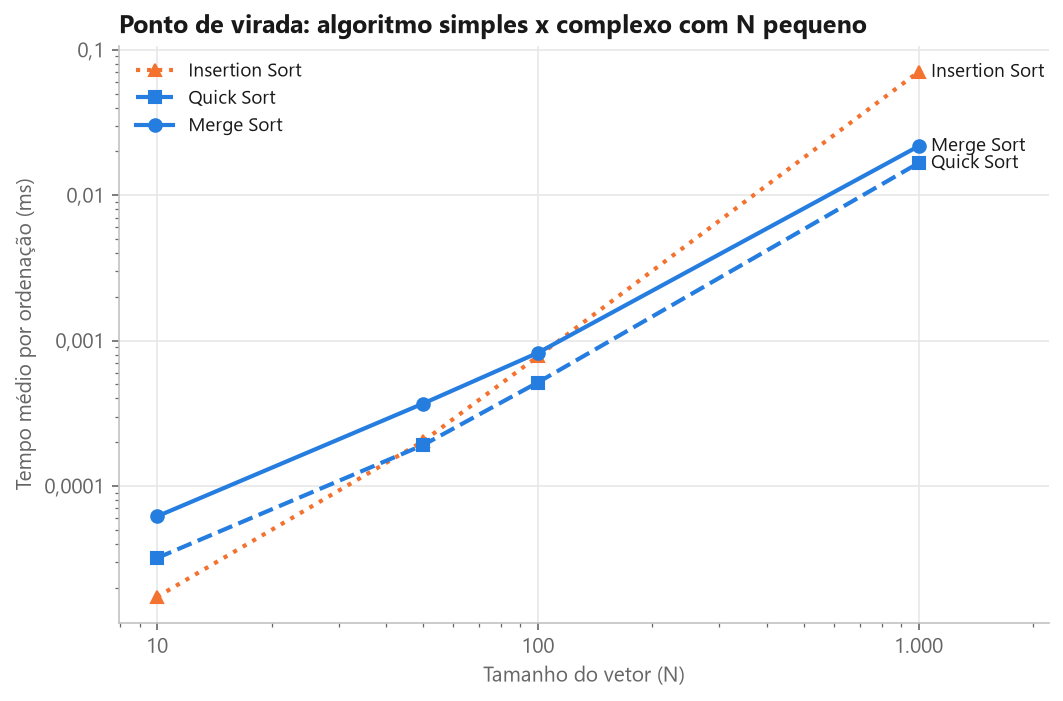 Ponto de virada: algoritmo simples x complexo com N pequeno
Insertion Sort
Quick Sort
Merge Sort
Insertion Sort
Merge Sort
Quick Sort
Tempo médio por ordenação (ms)
0,1
0,01
0,001
0,0001
10
100
1.000
Tamanho do vetor (N)